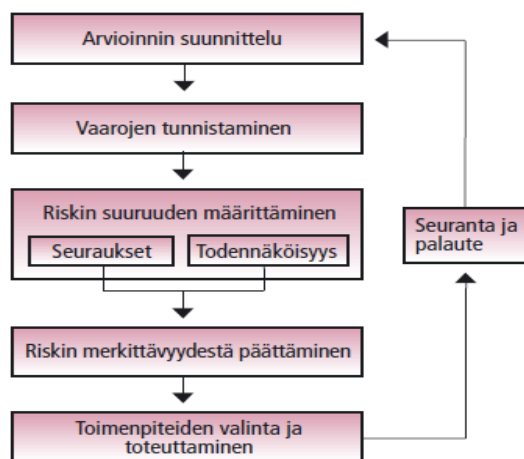 Arvioinnin suunnittelu
Vaarojen tunnistaminen
Riskin suuruuden määrittäminen
Seuraukset
Todennäköisyys
Riskin merkittävyydestä päättäminen
Toimenpiteiden valinta ja
toteuttaminen
Seuranta ja
palaute